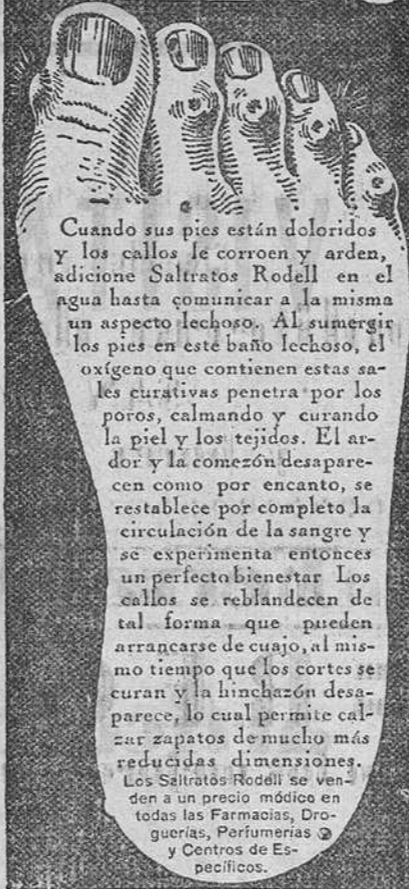 Cuando sus pies están doloridos
y los callos le corroen y arden,
adicione Saltratos Rodell en el
agua hasta comunicar a la misma
un aspecto lechoso. Al sumergir
los pies en este baño lechoso, el
oxígeno que contienen estas sa-
les curativas penetra por los
poros, calmando y curando
la piel y los tejidos. El ar-
dor y la comezón desapare-
cen como por encanto, se
restablece por completo la
circulación de la sangre y
se experimenta entonces
un perfecto bienestar Los
callos se reblandecen de
tal forma que pueden
arrancarse de cuajo, al mis-
mo tiempo que los cortes se
curan y la hinchazón desa-
parece, lo cual permite cal-
zar zapatos de mucho más
reducidas dimensiones.
Los Saltratos Rodell se ven-
den a un precio módico en
todas las Farmacias, Dro-
guerías, Perfumerías
y Centros de Es-
pecíficos.